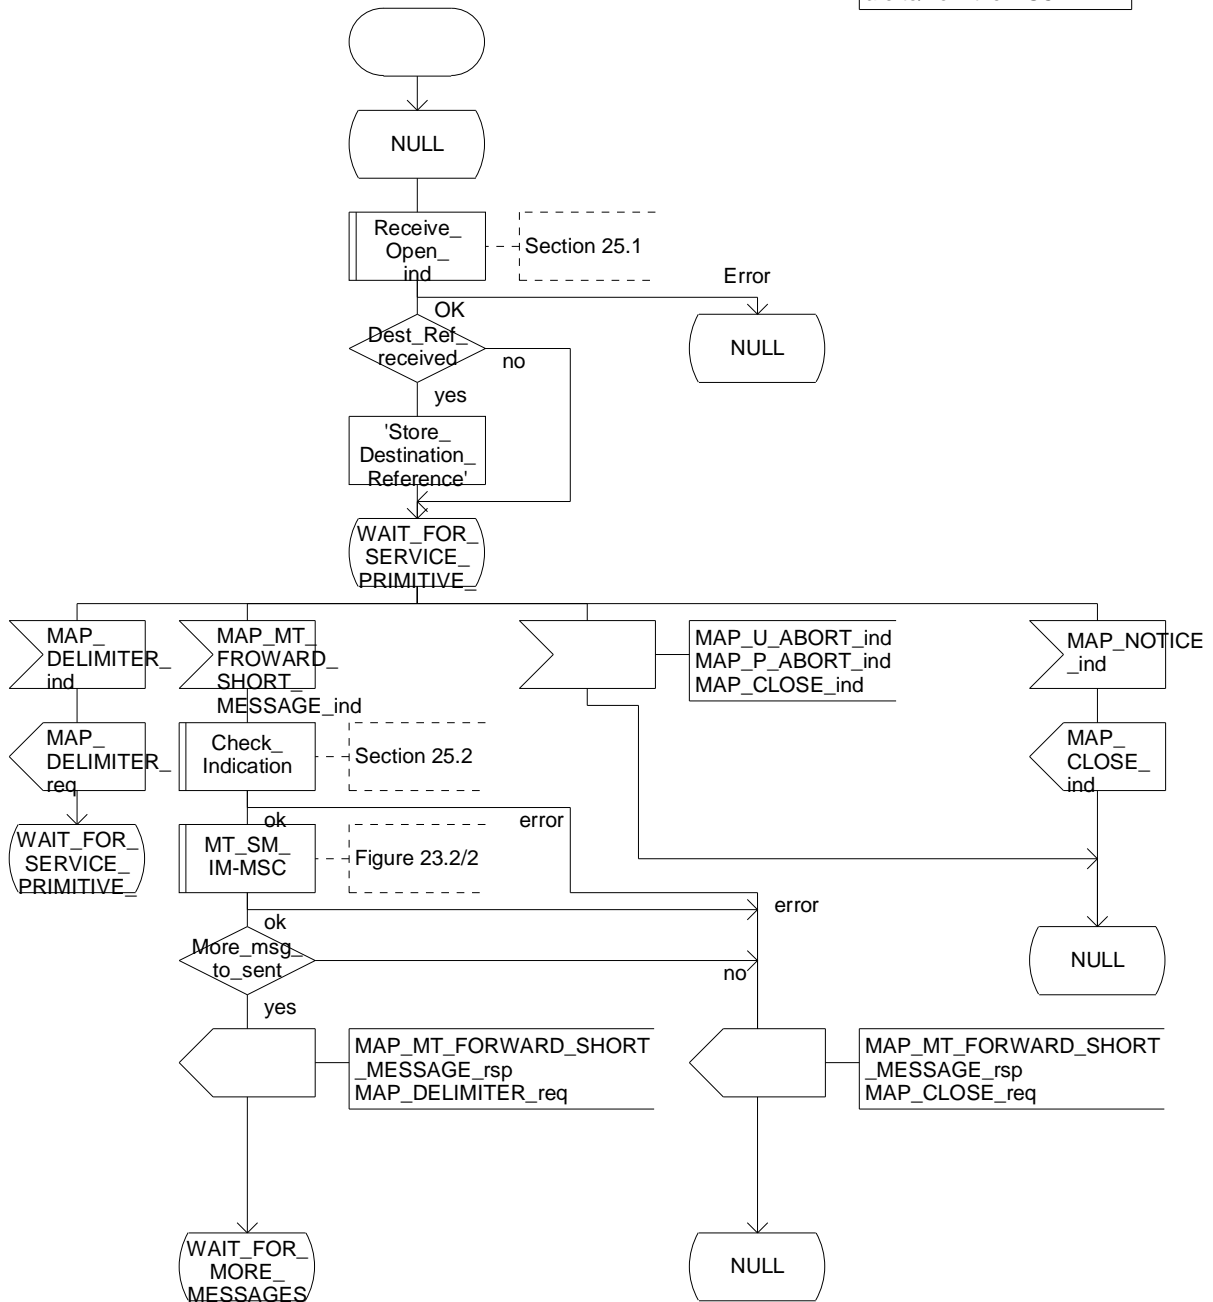 NULL
Receive_
Open_
ind
Section 25.1
Error
OK
Dest_Ref_
received
no
NULL
yes
'Store_
Destination_
Reference'
WAIT_FOR_
SERVICE_
PRIMITIVE_
MAP_
DELIMITER_
ind
MAP_MT_
FROWARD_
SHORT_
MESSAGE_ind
MAP_U_ABORT_ind
MAP_P_ABORT_ind
MAP_CLOSE_ind
MAP_NOTICE
_ind
MAP_
DELIMITER_
req
Check_
Indication
Section 25.2
MAP_
CLOSE_
ind
ok
error
WAIT_FOR_
SERVICE_
PRIMITIVE_
MT_SM_
IM-MSC
Figure 23.2/2
error
ok
More_msg_
to_sent
no
NULL
yes
MAP_MT_FORWARD_SHORT
_MESSAGE_rsp
MAP_DELIMITER_req
MAP_MT_FORWARD_SHORT
_MESSAGE_rsp
MAP_CLOSE_req
WAIT_FOR_
MORE_
MESSAGES
NULL